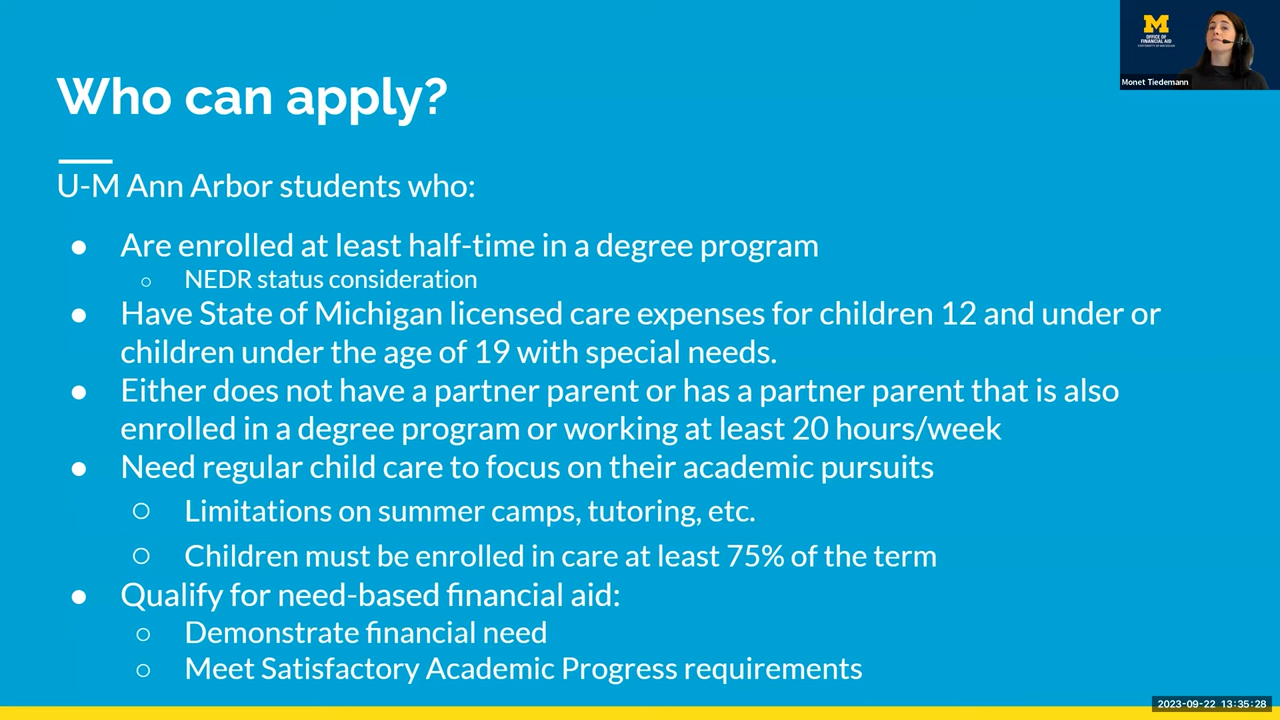 Who can apply?
U-M Ann Arbor students who:
● Are enrolled at least half-time in a degree program
○ NEDR status consideration
● Have State of Michigan licensed care expenses for children 12 and under or
children under the age of 19 with special needs.
● Either does not have a partner parent or has a partner parent that is also
enrolled in a degree program or working at least 20 hours/week
● Need regular child care to focus on their academic pursuits
○ Limitations on summer camps, tutoring, etc.
○ Children must be enrolled in care at least 75% of the term
● Qualify for need-based financial aid:
○ Demonstrate financial need
○ Meet Satisfactory Academic Progress requirements
M
OFFICE OF
FINANCIAL AID
UNIVERSITY OF MICHIGAN
Monet Tiedemann
2023-09-22 13:35:28